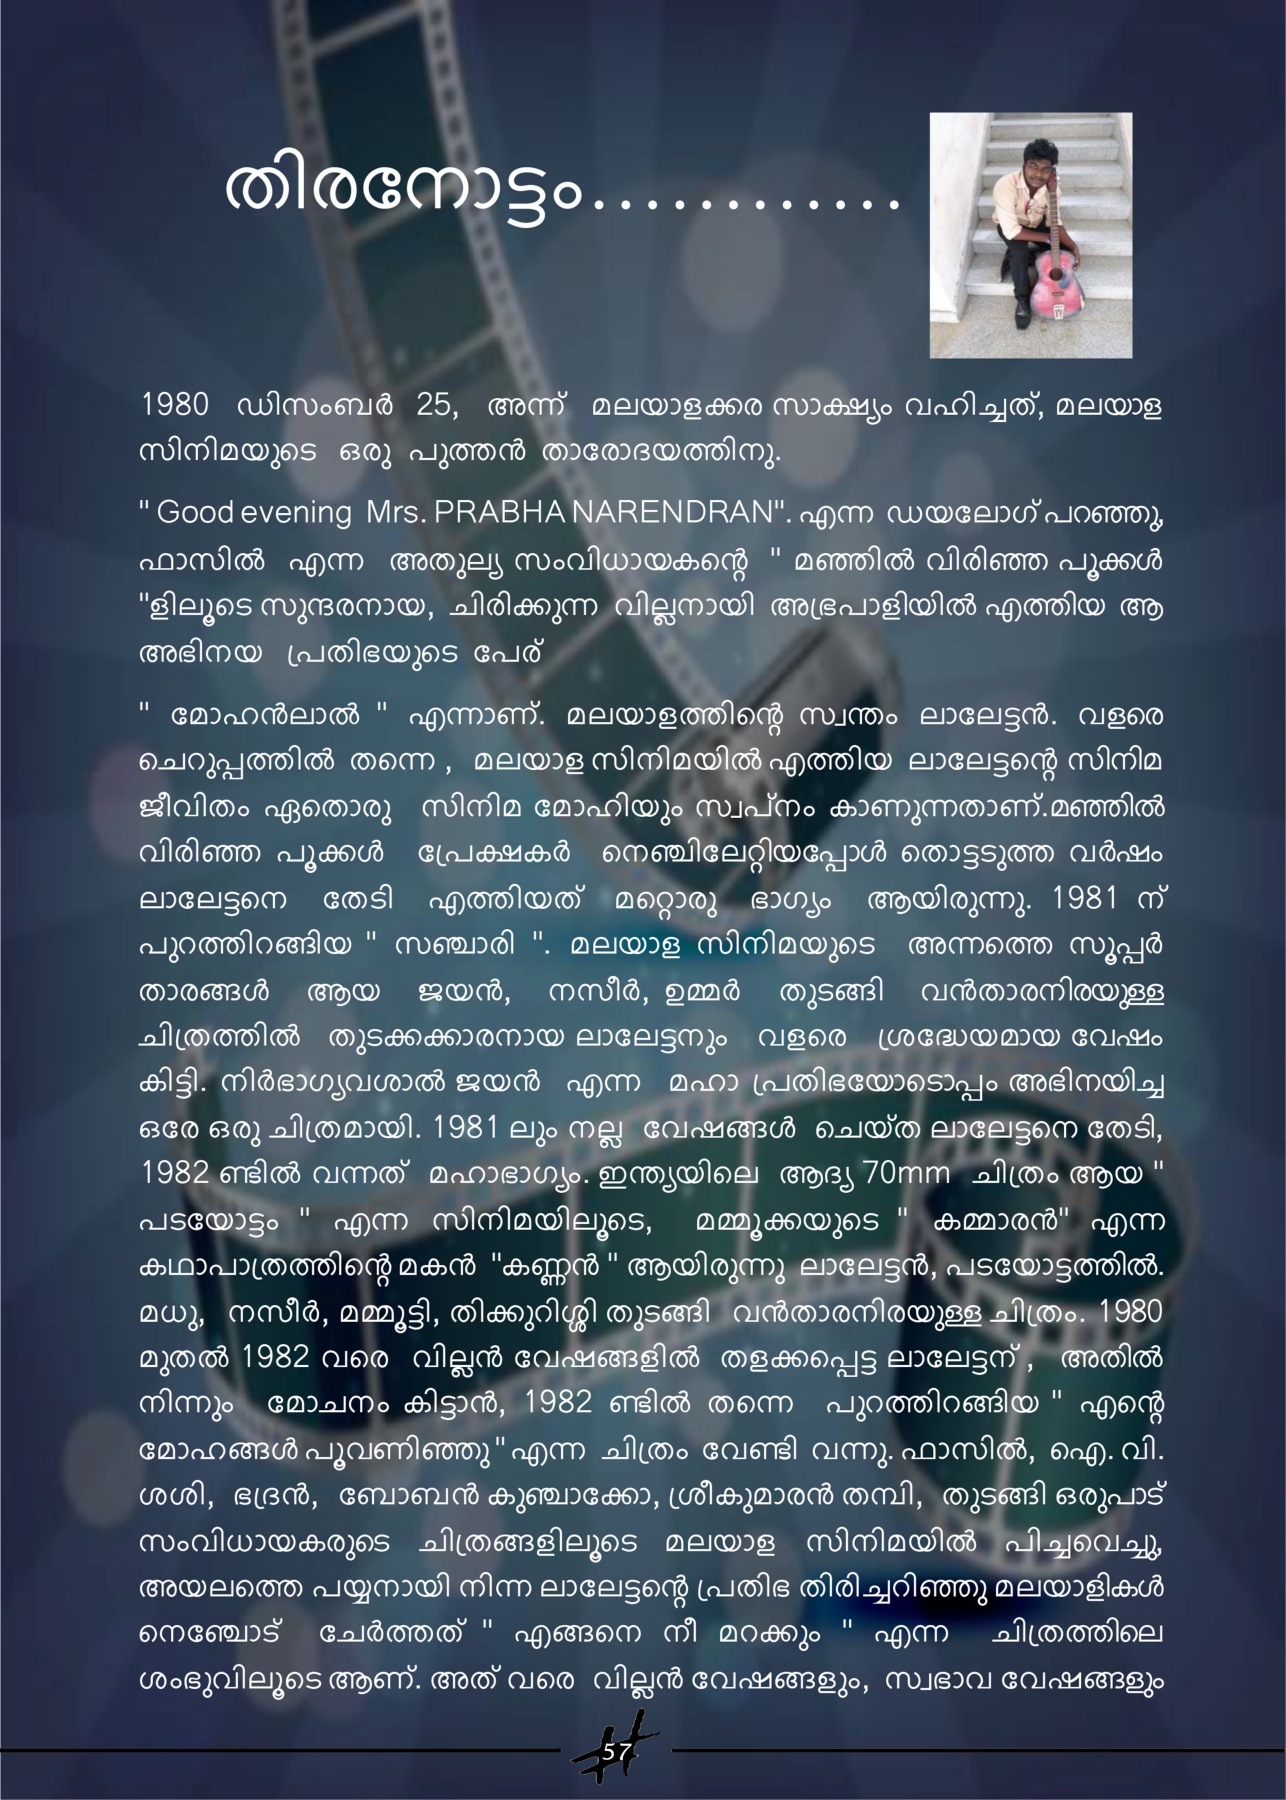 തിരനോട്ടം............
1980 ഡിസംബർ 25, അന്ന് മലയാളക്കര സാക്ഷ്യം വഹിച്ചത്, മലയാള
സിനിമയുടെ ഒരു പുത്തൻ താരോദയത്തിനു.
" Good evening Mrs. PRABHA NARENDRAN". എന്ന ഡയലോഗ് പറഞ്ഞു,
ഫാസിൽ എന്ന അതുല്യ സംവിധായകന്റെ " മഞ്ഞിൽ വിരിഞ്ഞ പൂക്കൾ
"ളിലൂടെ സുന്ദരനായ, ചിരിക്കുന്ന വില്ലനായി അഭ്രപാളിയിൽ എത്തിയ ആ
അഭിനയ പ്രതിഭയുടെ പേര്
" മോഹൻലാൽ " എന്നാണ്. മലയാളത്തിന്റെ സ്വന്തം ലാലേട്ടൻ. വളരെ
ചെറുപ്പത്തിൽ തന്നെ , മലയാള സിനിമയിൽ എത്തിയ ലാലേട്ടന്റെ സിനിമ
ജീവിതം ഏതൊരു സിനിമ മോഹിയും സ്വപ്നം കാണുന്നതാണ്.മഞ്ഞിൽ
വിരിഞ്ഞ പൂക്കൾ പ്രേക്ഷകർ നെഞ്ചിലേറ്റിയപ്പോൾ തൊട്ടടുത്ത വർഷം
ലാലേട്ടനെ തേടി എത്തിയത് മറ്റൊരു ഭാഗ്യം ആയിരുന്നു. 1981 ന്
പുറത്തിറങ്ങിയ " സഞ്ചാരി ". മലയാള സിനിമയുടെ അന്നത്തെ സൂപ്പർ
താരങ്ങൾ ആയ ജയൻ, നസീർ, ഉമ്മർ തുടങ്ങി വൻതാരനിരയുള്ള
ചിത്രത്തിൽ തുടക്കക്കാരനായ ലാലേട്ടനും വളരെ ശ്രദ്ധേയമായ വേഷം
കിട്ടി. നിർഭാഗ്യവശാൽ ജയൻ എന്ന മഹാ പ്രതിഭയോടൊപ്പം അഭിനയിച്ച
ഒരേ ഒരു ചിത്രമായി. 1981 ലും നല്ല വേഷങ്ങൾ ചെയ്ത ലാലേട്ടനെ തേടി,
1982 ണ്ടിൽ വന്നത് മഹാഭാഗ്യം. ഇന്ത്യയിലെ ആദ്യ 70mm ചിത്രം ആയ "
പടയോട്ടം " എന്ന സിനിമയിലൂടെ, മമ്മൂക്കയുടെ " കമ്മാരൻ" എന്ന
കഥാപാത്രത്തിന്റെ മകൻ "കണ്ണൻ " ആയിരുന്നു ലാലേട്ടൻ, പടയോട്ടത്തിൽ.
മധു, നസീർ, മമ്മൂട്ടി, തിക്കുറിശ്ശി തുടങ്ങി വൻതാരനിരയുള്ള ചിത്രം. 1980
മുതൽ 1982 വരെ വില്ലൻ വേഷങ്ങളിൽ തളക്കപ്പെട്ട ലാലേട്ടന് , അതിൽ
നിന്നും മോചനം കിട്ടാൻ, 1982 ണ്ടിൽ തന്നെ പുറത്തിറങ്ങിയ " എന്റെ
മോഹങ്ങൾ പൂവണിഞ്ഞു " എന്ന ചിത്രം വേണ്ടി വന്നു. ഫാസിൽ, ഐ. വി.
ശശി, ഭദ്രൻ, ബോബൻ കുഞ്ചാക്കോ, ശ്രീകുമാരൻ തമ്പി, തുടങ്ങി ഒരുപാട്
സംവിധായകരുടെ ചിത്രങ്ങളിലൂടെ മലയാള സിനിമയിൽ പിച്ചവെച്ചു,
അയലത്തെ പയ്യനായി നിന്ന ലാലേട്ടന്റെ പ്രതിഭ തിരിച്ചറിഞ്ഞു മലയാളികൾ
നെഞ്ചോട് ചേർത്തത് " എങ്ങനെ നീ മറക്കും " എന്ന ചിത്രത്തിലെ
ശംഭുവിലൂടെ ആണ്. അത് വരെ വില്ലൻ വേഷങ്ങളും, സ്വഭാവ വേഷങ്ങളും
57